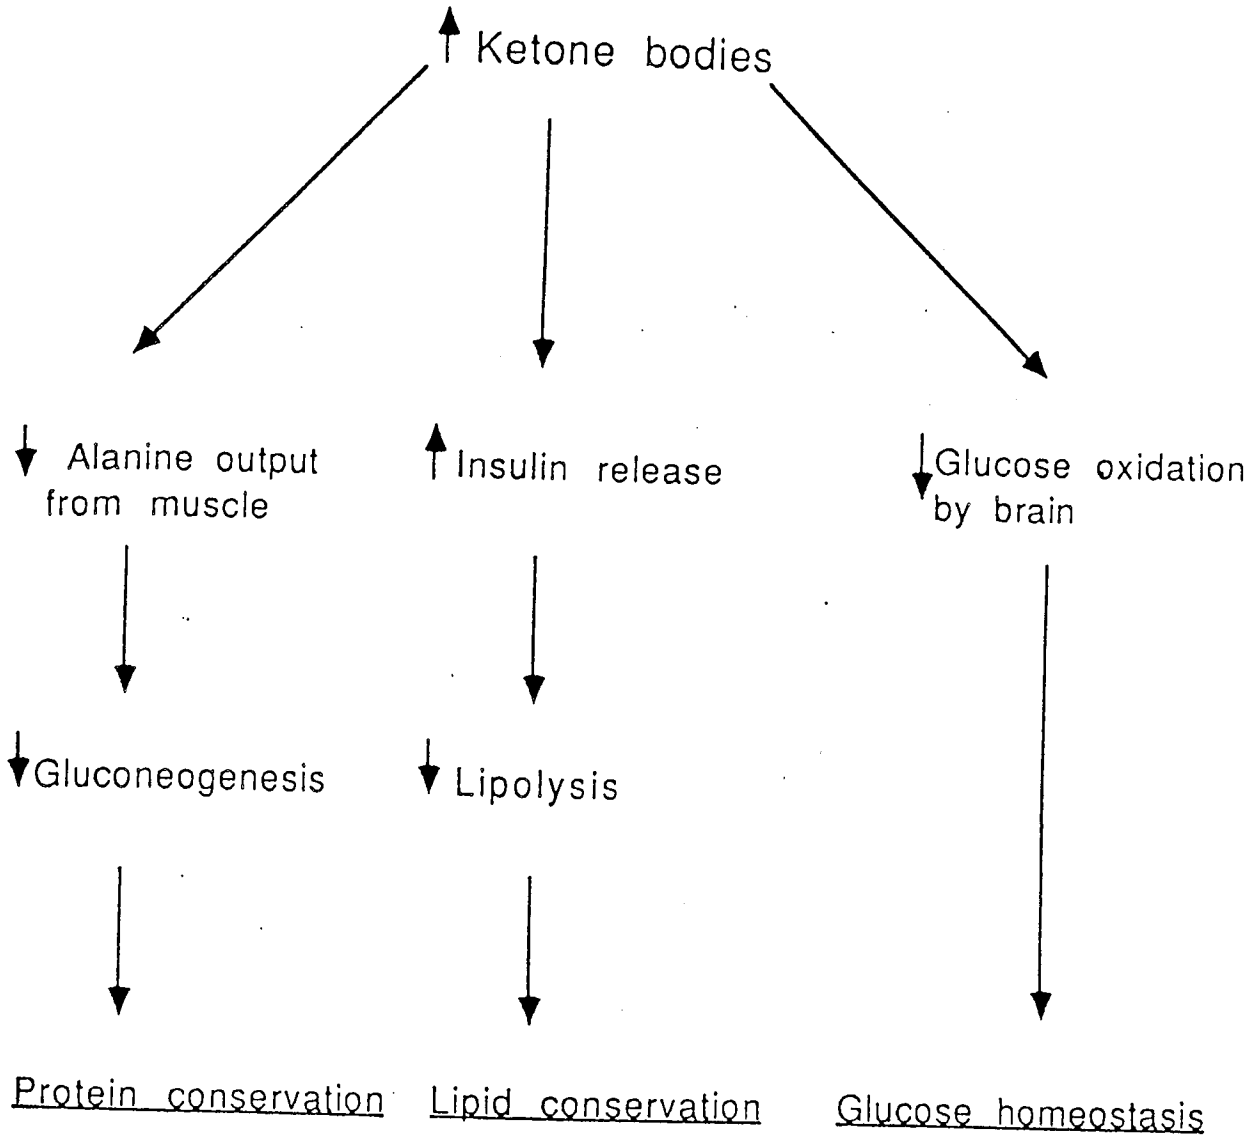 ↑ Ketone bodies
↓ Alanine output
from muscle
↑ Insulin release
↓ Glucose oxidation
by brain
↓ Gluconeogenesis
↓ Lipolysis
Protein conservation
Lipid conservation
Glucose homeostasis